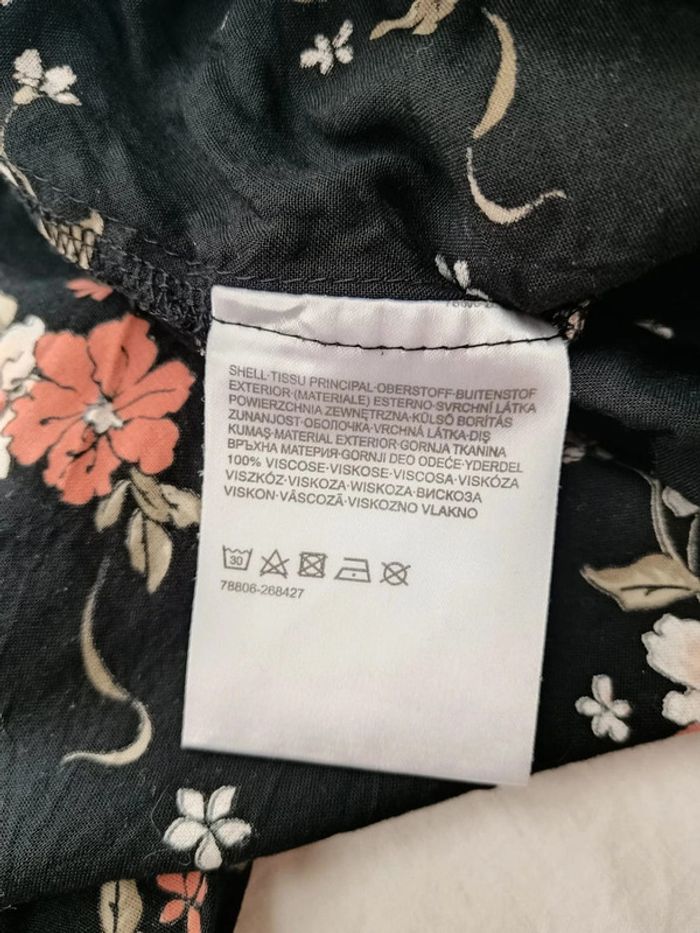 SHELL·TISSU PRINCIPAL·OBERSTOFF·BUITENSTOF
EXTERIOR·(MATERIALE) ESTERNO·SVRCHNÍ LÁTKA
POWIERZCHNIA ZEWNĘTRZNA·KÜLSŐ BORÍTÁS
ZUNANJOST·ОБОЛОЧКА·VRCHNÁ LÁTKA·DIŞ
KUMAŞ·MATERIAL EXTERIOR·GORNJA TKANINA
ВРЪХНА МАТЕРИЯ·GORNJI DEO ODEĆE·YDERDEL
100% VISCOSE·VISKOSE·VISCOSA·VISKÓZA
VISZKÓZ·VISKOZA·WISKOZA·ВИСКОЗА
VISKON·VÂSCOZĂ·VISKOZNO VLAKNO
30
78806-268427